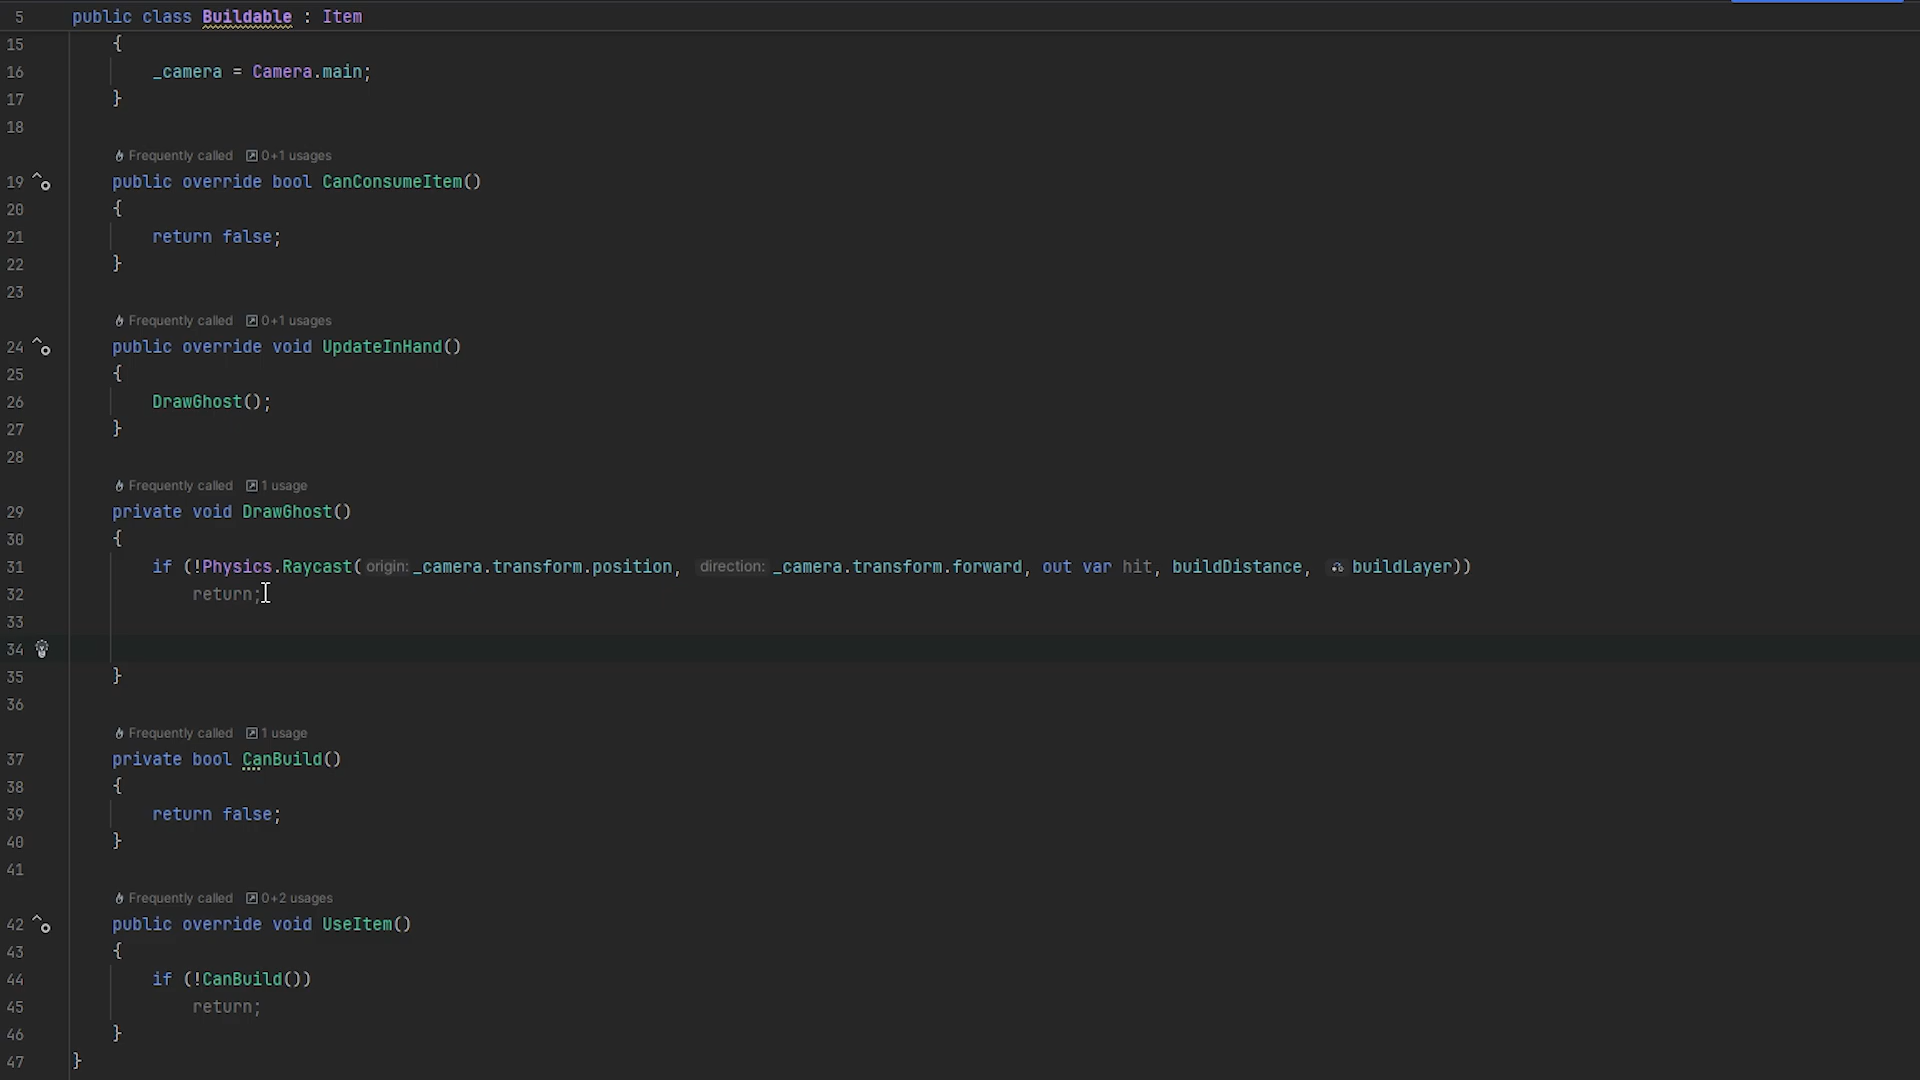 5 public class Buildable : Item
15 {
16 _camera = Camera.main;
17 }
18
Frequently called 0+1 usages
19 public override bool CanConsumeItem()
20 {
21 return false;
22 }
23
Frequently called 0+1 usages
24 public override void UpdateInHand()
25 {
26 DrawGhost();
27 }
28
Frequently called 1 usage
29 private void DrawGhost()
30 {
31 if (!Physics.Raycast( origin: _camera.transform.position, direction: _camera.transform.forward, out var hit, buildDistance, buildLayer))
32 return;
33
34
35 }
36
Frequently called 1 usage
37 private bool CanBuild()
38 {
39 return false;
40 }
41
Frequently called 0+2 usages
42 public override void UseItem()
43 {
44 if (!CanBuild())
45 return;
46 }
47 }